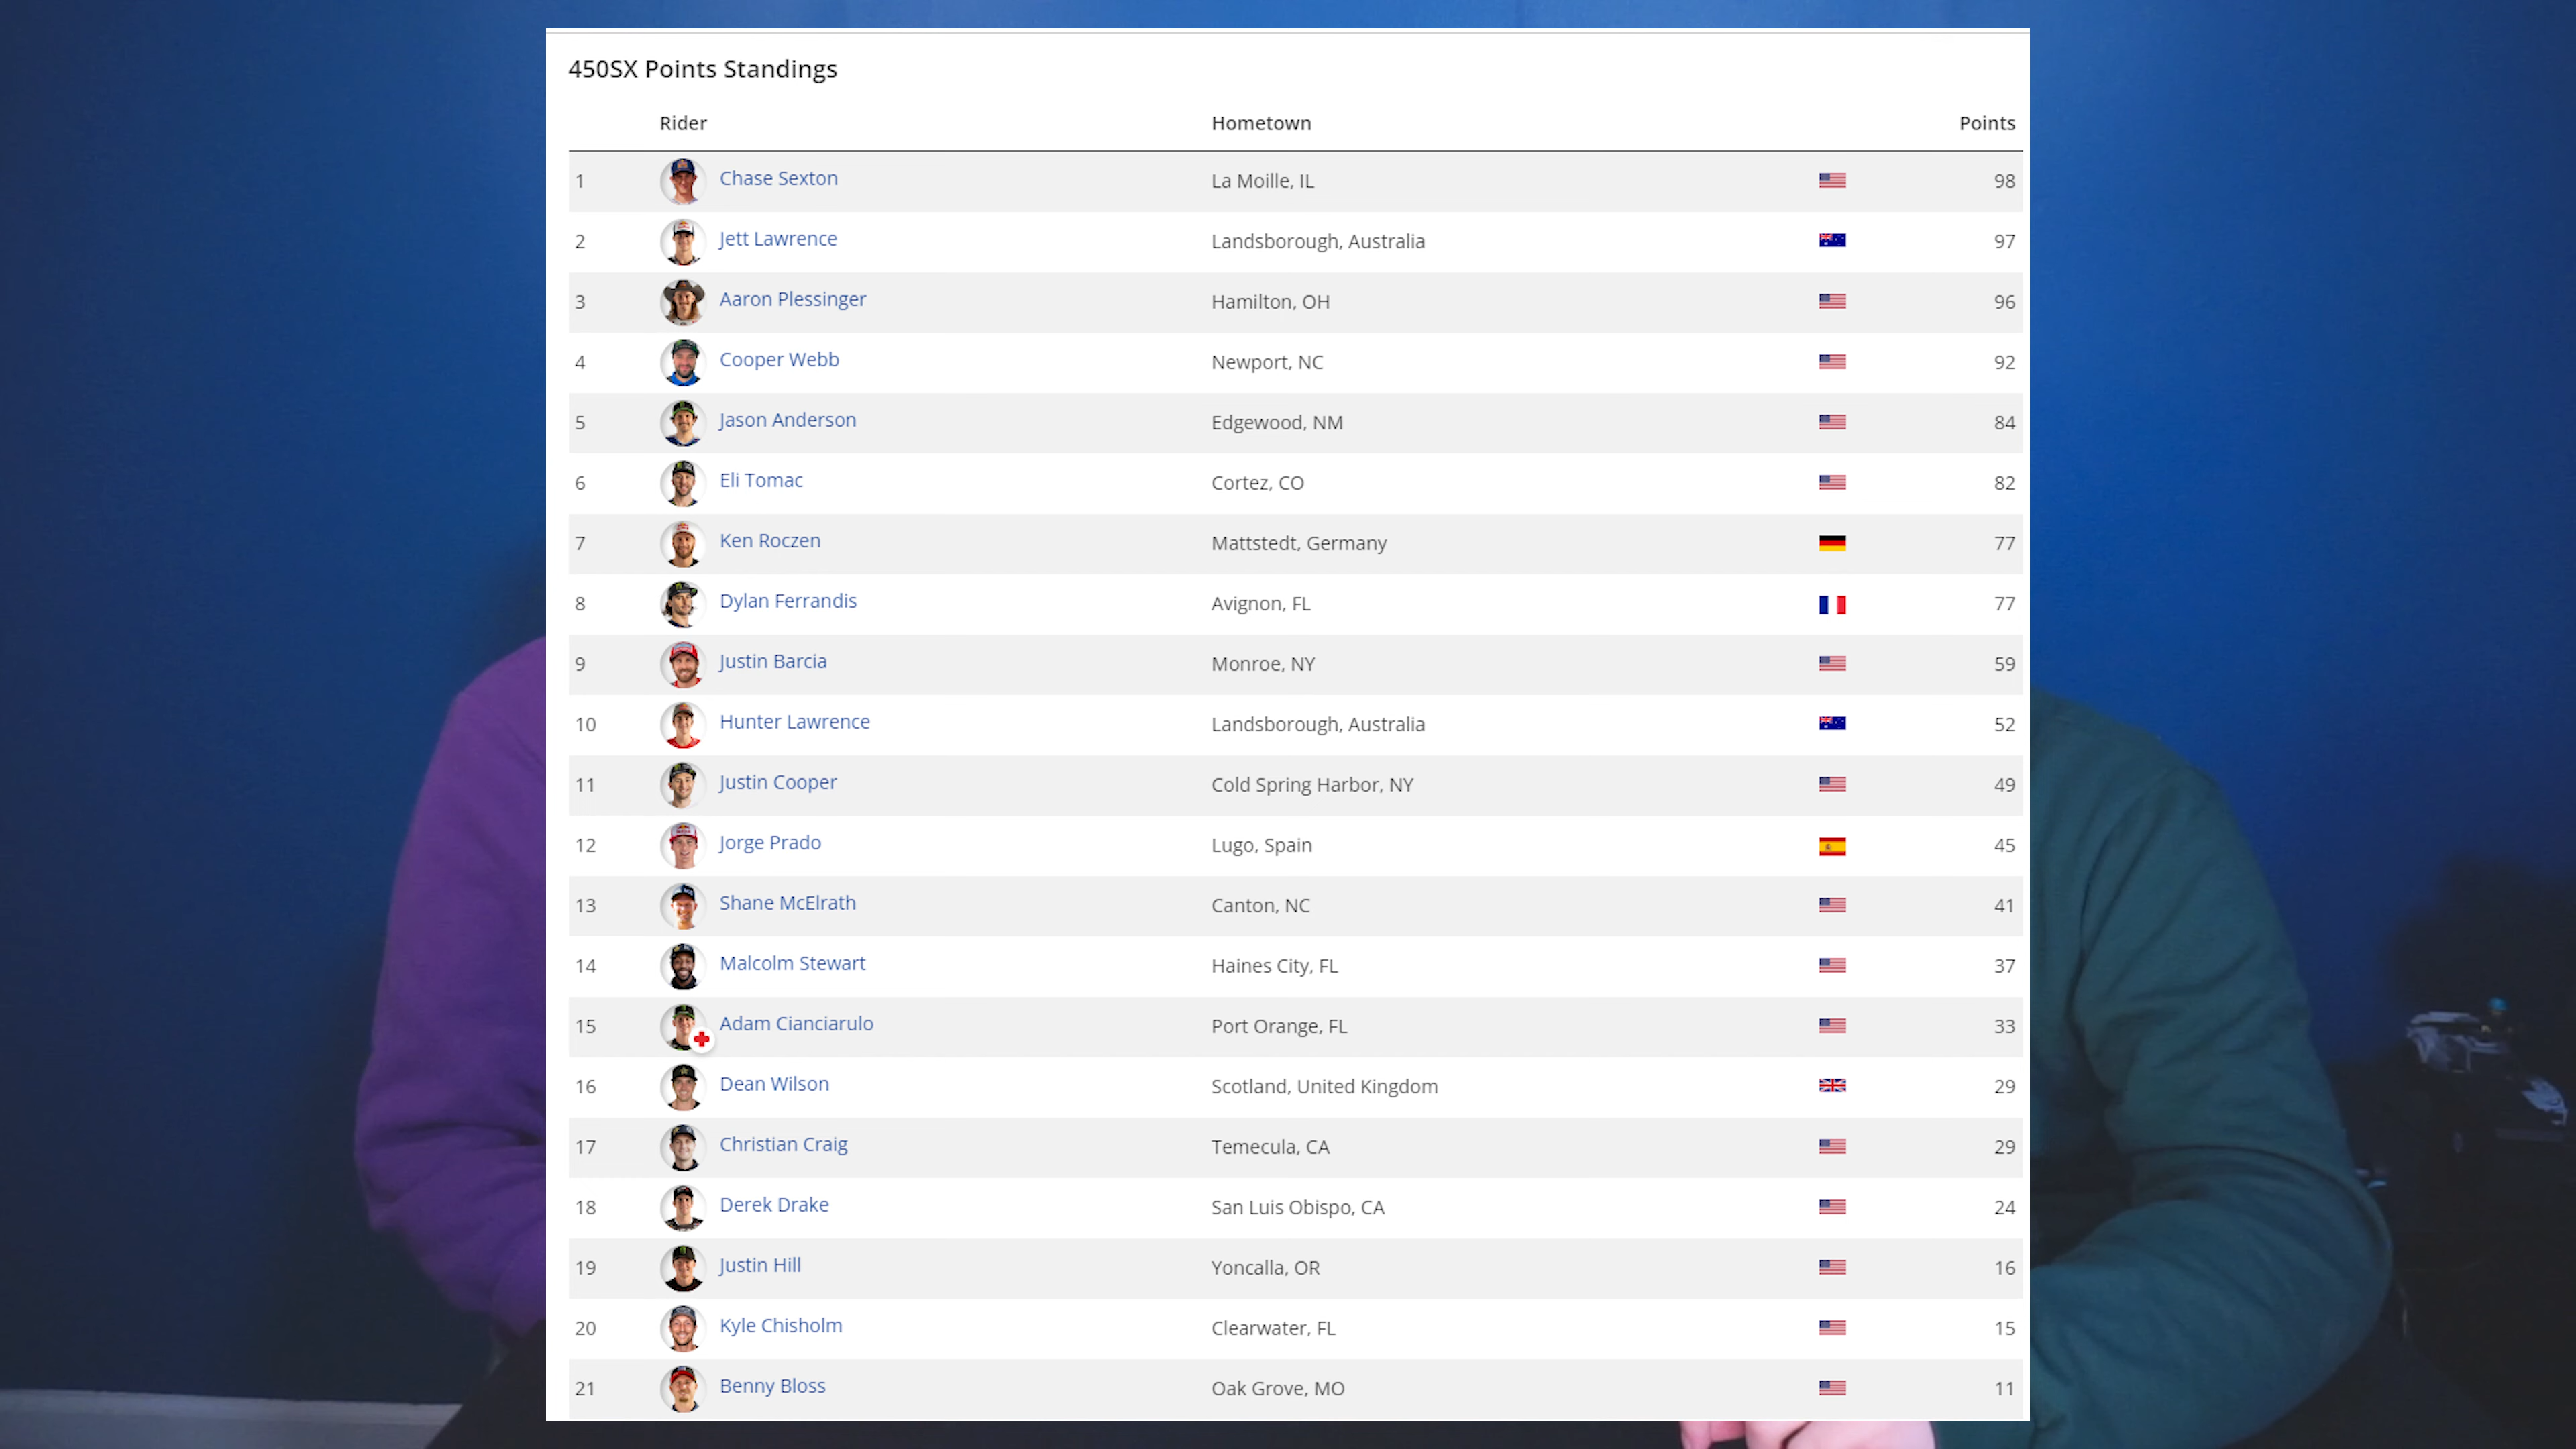 450SX Points Standings
Rider Hometown Points
1 Chase Sexton La Moille, IL 98
2 Jett Lawrence Landsborough, Australia 97
3 Aaron Plessinger Hamilton, OH 96
4 Cooper Webb Newport, NC 92
5 Jason Anderson Edgewood, NM 84
6 Eli Tomac Cortez, CO 82
7 Ken Roczen Mattstedt, Germany 77
8 Dylan Ferrandis Avignon, FL 77
9 Justin Barcia Monroe, NY 59
10 Hunter Lawrence Landsborough, Australia 52
11 Justin Cooper Cold Spring Harbor, NY 49
12 Jorge Prado Lugo, Spain 45
13 Shane McElrath Canton, NC 41
14 Malcolm Stewart Haines City, FL 37
15 Adam Cianciarulo Port Orange, FL 33
16 Dean Wilson Scotland, United Kingdom 29
17 Christian Craig Temecula, CA 29
18 Derek Drake San Luis Obispo, CA 24
19 Justin Hill Yoncalla, OR 16
20 Kyle Chisholm Clearwater, FL 15
21 Benny Bloss Oak Grove, MO 11